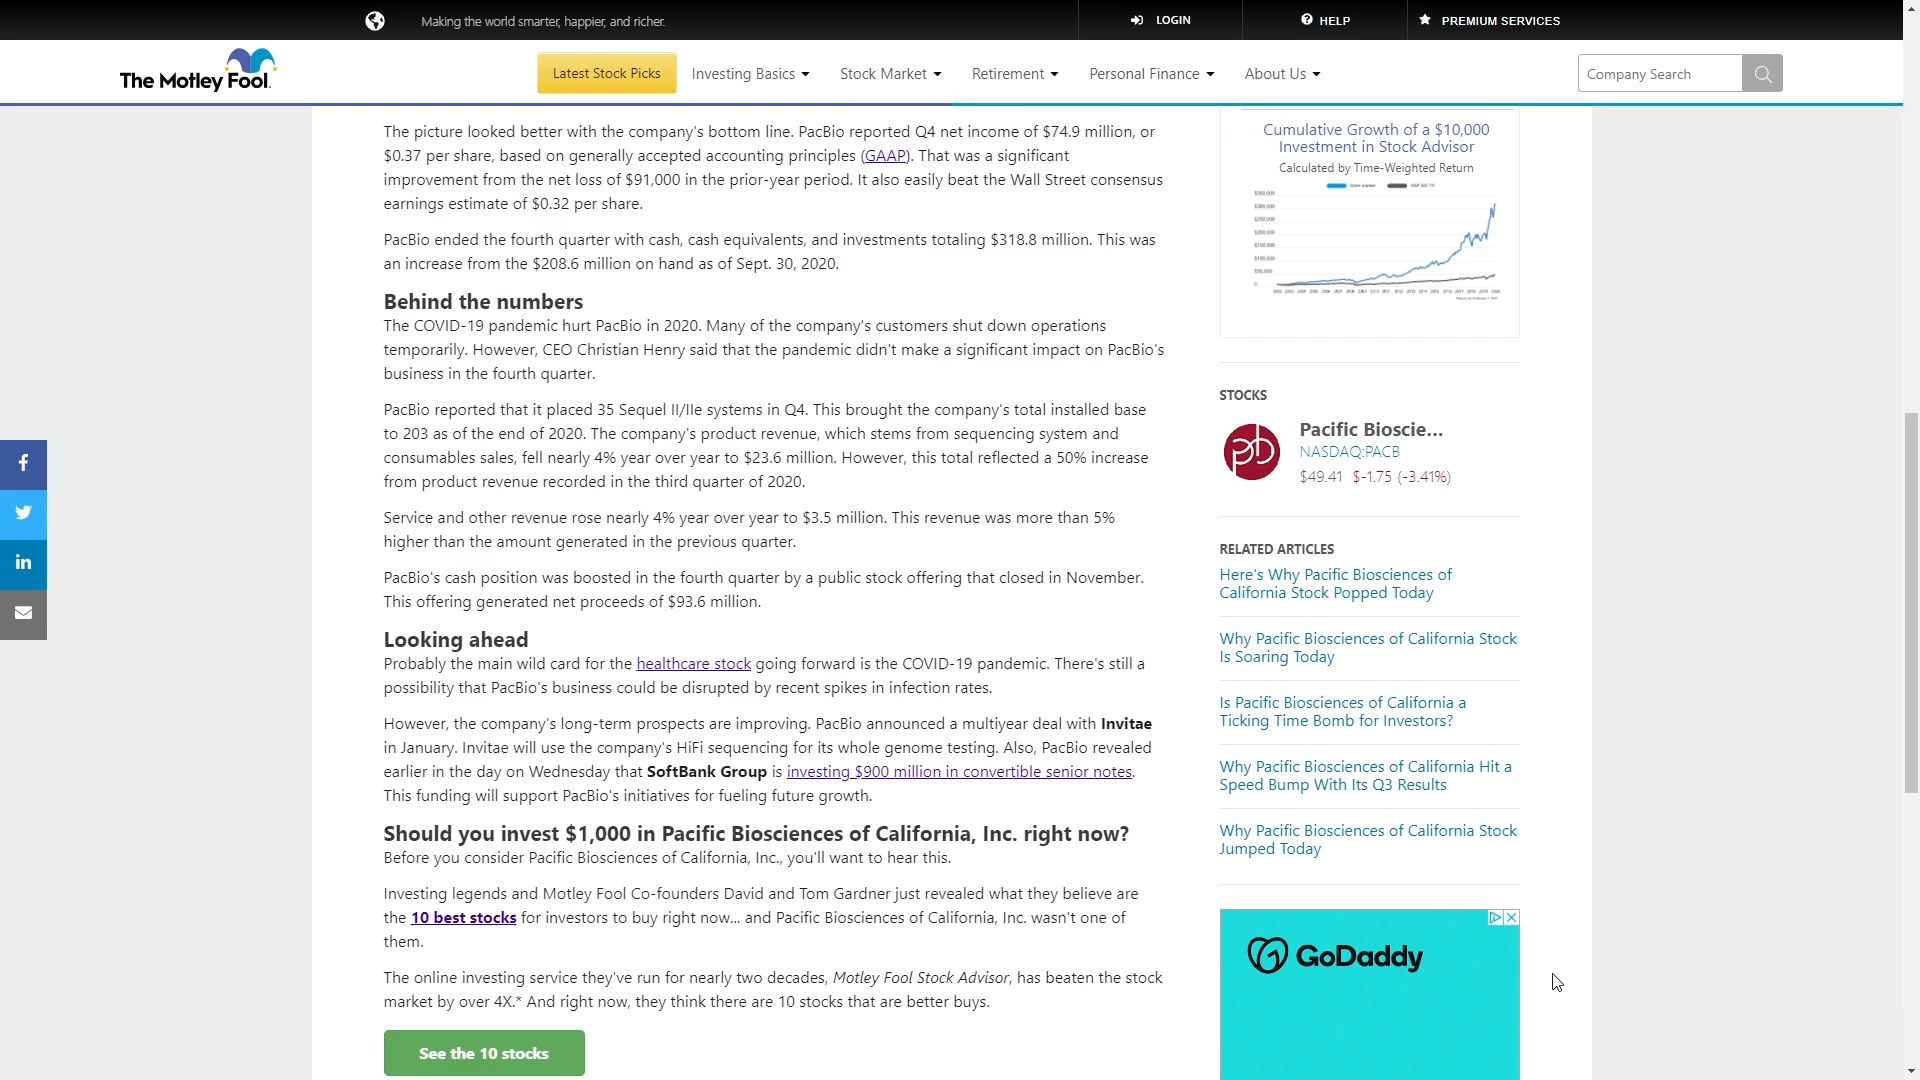 Making the world smarter, happier, and richer.
LOGIN
HELP
PREMIUM SERVICES
The Motley Fool.
Latest Stock Picks
Investing Basics
Stock Market
Retirement
Personal Finance
About Us
Company Search
The picture looked better with the company's bottom line. PacBio reported Q4 net income of $74.9 million, or
$0.37 per share, based on generally accepted accounting principles (GAAP). That was a significant
improvement from the net loss of $91,000 in the prior-year period. It also easily beat the Wall Street consensus
earnings estimate of $0.32 per share.
PacBio ended the fourth quarter with cash, cash equivalents, and investments totaling $318.8 million. This was
an increase from the $208.6 million on hand as of Sept. 30, 2020.
Behind the numbers
The COVID-19 pandemic hurt PacBio in 2020. Many of the company's customers shut down operations
temporarily. However, CEO Christian Henry said that the pandemic didn't make a significant impact on PacBio's
business in the fourth quarter.
PacBio reported that it placed 35 Sequel II/IIe systems in Q4. This brought the company's total installed base
to 203 as of the end of 2020. The company's product revenue, which stems from sequencing system and
consumables sales, fell nearly 4% year over year to $23.6 million. However, this total reflected a 50% increase
from product revenue recorded in the third quarter of 2020.
Service and other revenue rose nearly 4% year over year to $3.5 million. This revenue was more than 5%
higher than the amount generated in the previous quarter.
PacBio's cash position was boosted in the fourth quarter by a public stock offering that closed in November.
This offering generated net proceeds of $93.6 million.
Looking ahead
Probably the main wild card for the healthcare stock going forward is the COVID-19 pandemic. There's still a
possibility that PacBio's business could be disrupted by recent spikes in infection rates.
However, the company's long-term prospects are improving. PacBio announced a multiyear deal with Invitae
in January. Invitae will use the company's HiFi sequencing for its whole genome testing. Also, PacBio revealed
earlier in the day on Wednesday that SoftBank Group is investing $900 million in convertible senior notes.
This funding will support PacBio's initiatives for fueling future growth.
Should you invest $1,000 in Pacific Biosciences of California, Inc. right now?
Before you consider Pacific Biosciences of California, Inc., you'll want to hear this.
Investing legends and Motley Fool Co-founders David and Tom Gardner just revealed what they believe are
the 10 best stocks for investors to buy right now... and Pacific Biosciences of California, Inc. wasn't one of
them.
The online investing service they've run for nearly two decades, Motley Fool Stock Advisor, has beaten the stock
market by over 4X.* And right now, they think there are 10 stocks that are better buys.
See the 10 stocks
Cumulative Growth of a $10,000
Investment in Stock Advisor
Calculated by Time-Weighted Return
STOCKS
Pacific Bioscie...
NASDAQ:PACB
$49.41 $-1.75 (-3.41%)
RELATED ARTICLES
Here's Why Pacific Biosciences of
California Stock Popped Today
Why Pacific Biosciences of California Stock
Is Soaring Today
Is Pacific Biosciences of California a
Ticking Time Bomb for Investors?
Why Pacific Biosciences of California Hit a
Speed Bump With Its Q3 Results
Why Pacific Biosciences of California Stock
Jumped Today
GoDaddy